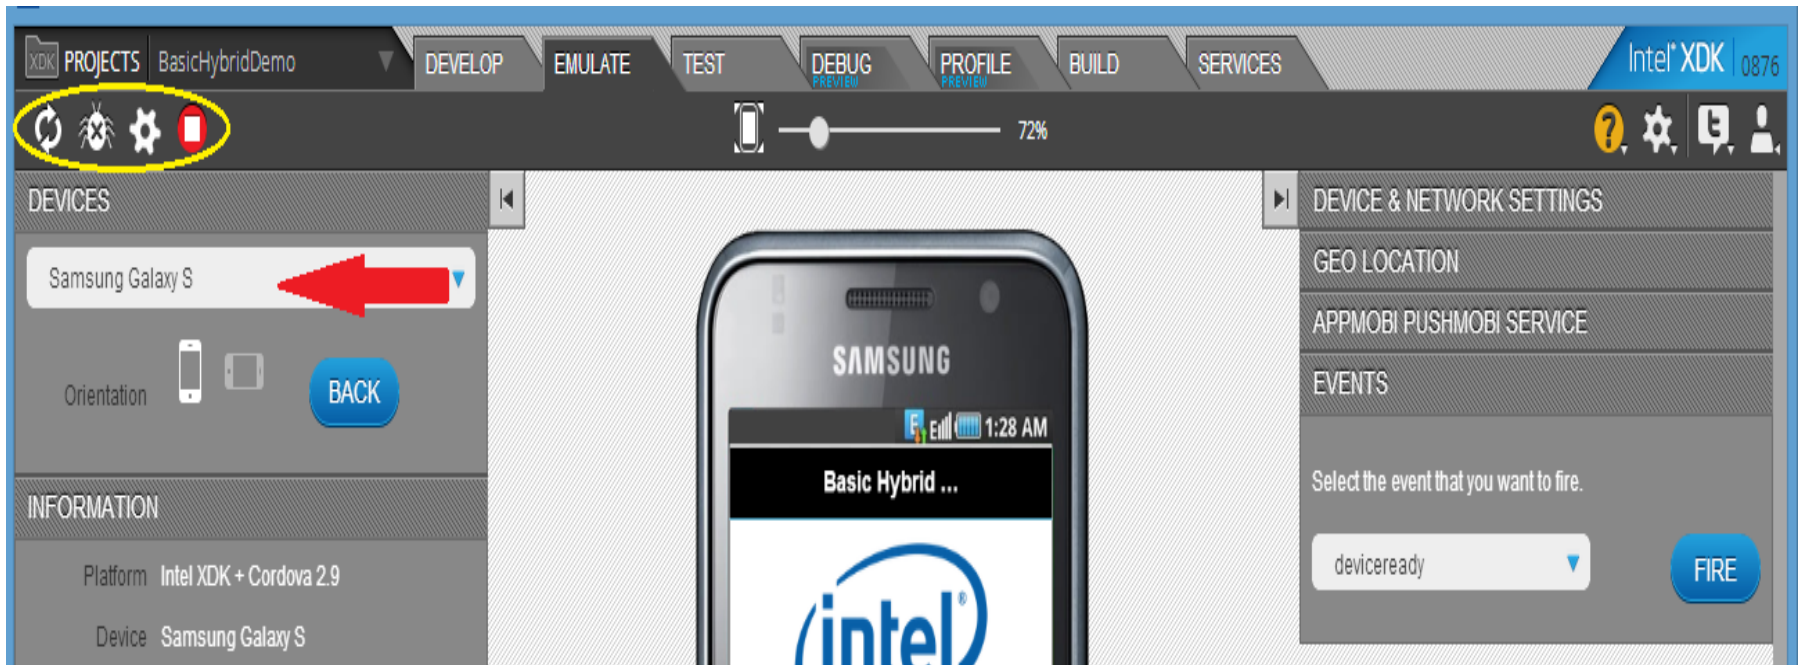 XDK PROJECTS BasicHybridDemo DEVELOP EMULATE TEST DEBUG PREVIEW PROFILE PREVIEW BUILD SERVICES Intel® XDK 0876
72% ?
DEVICES
Samsung Galaxy S
Orientation BACK
INFORMATION
Platform Intel XDK + Cordova 2.9
Device Samsung Galaxy S
SAMSUNG
E 1:28 AM
Basic Hybrid ...
intel®
DEVICE & NETWORK SETTINGS
GEO LOCATION
APPMOBI PUSHMOBI SERVICE
EVENTS
Select the event that you want to fire.
deviceready FIRE